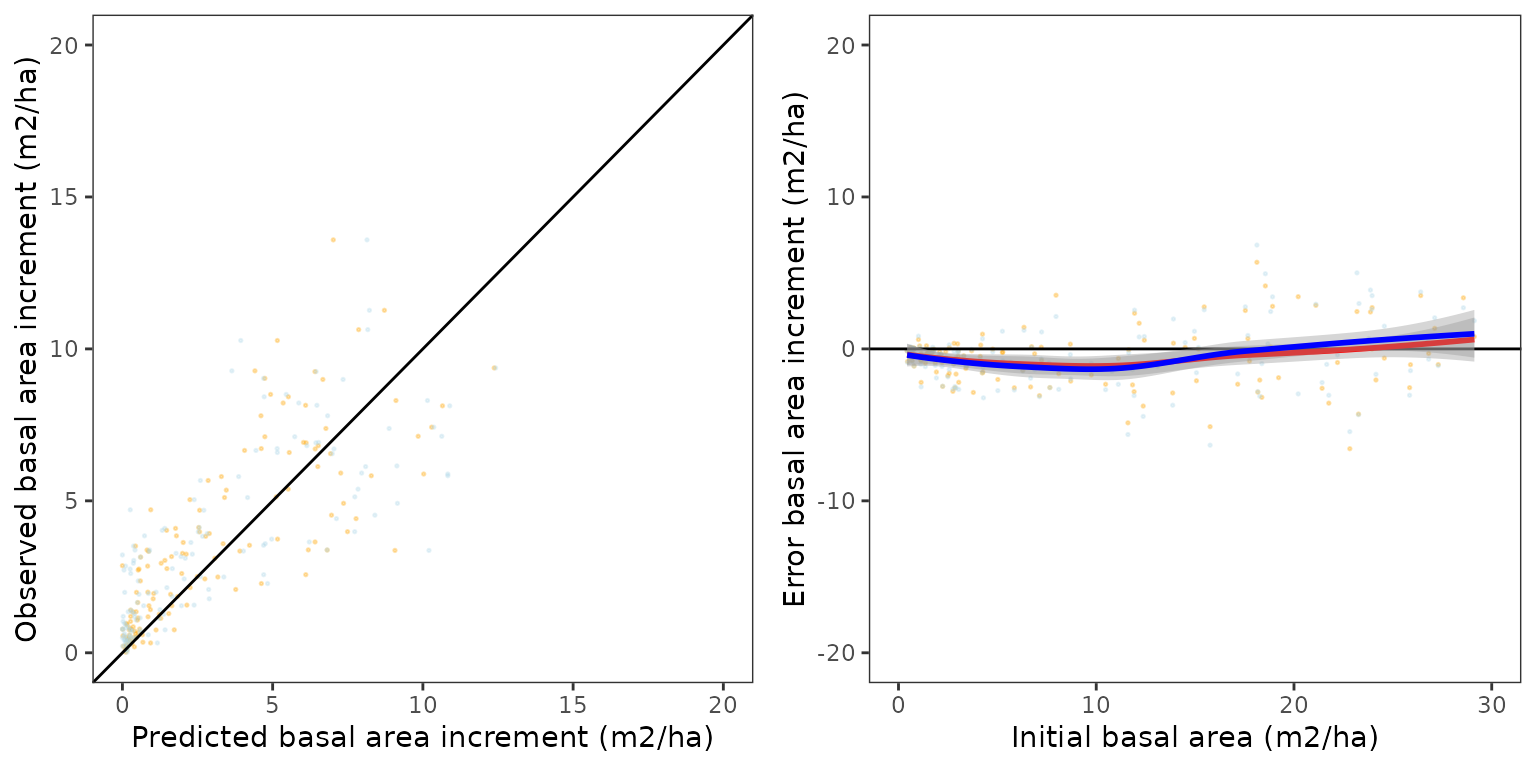 Observed basal area increment (m2/ha)
20
15
10
5
0
0 5 10 15 20
Predicted basal area increment (m2/ha)
Error basal area increment (m2/ha)
20
10
0
-10
-20
0 10 20 30
Initial basal area (m2/ha)